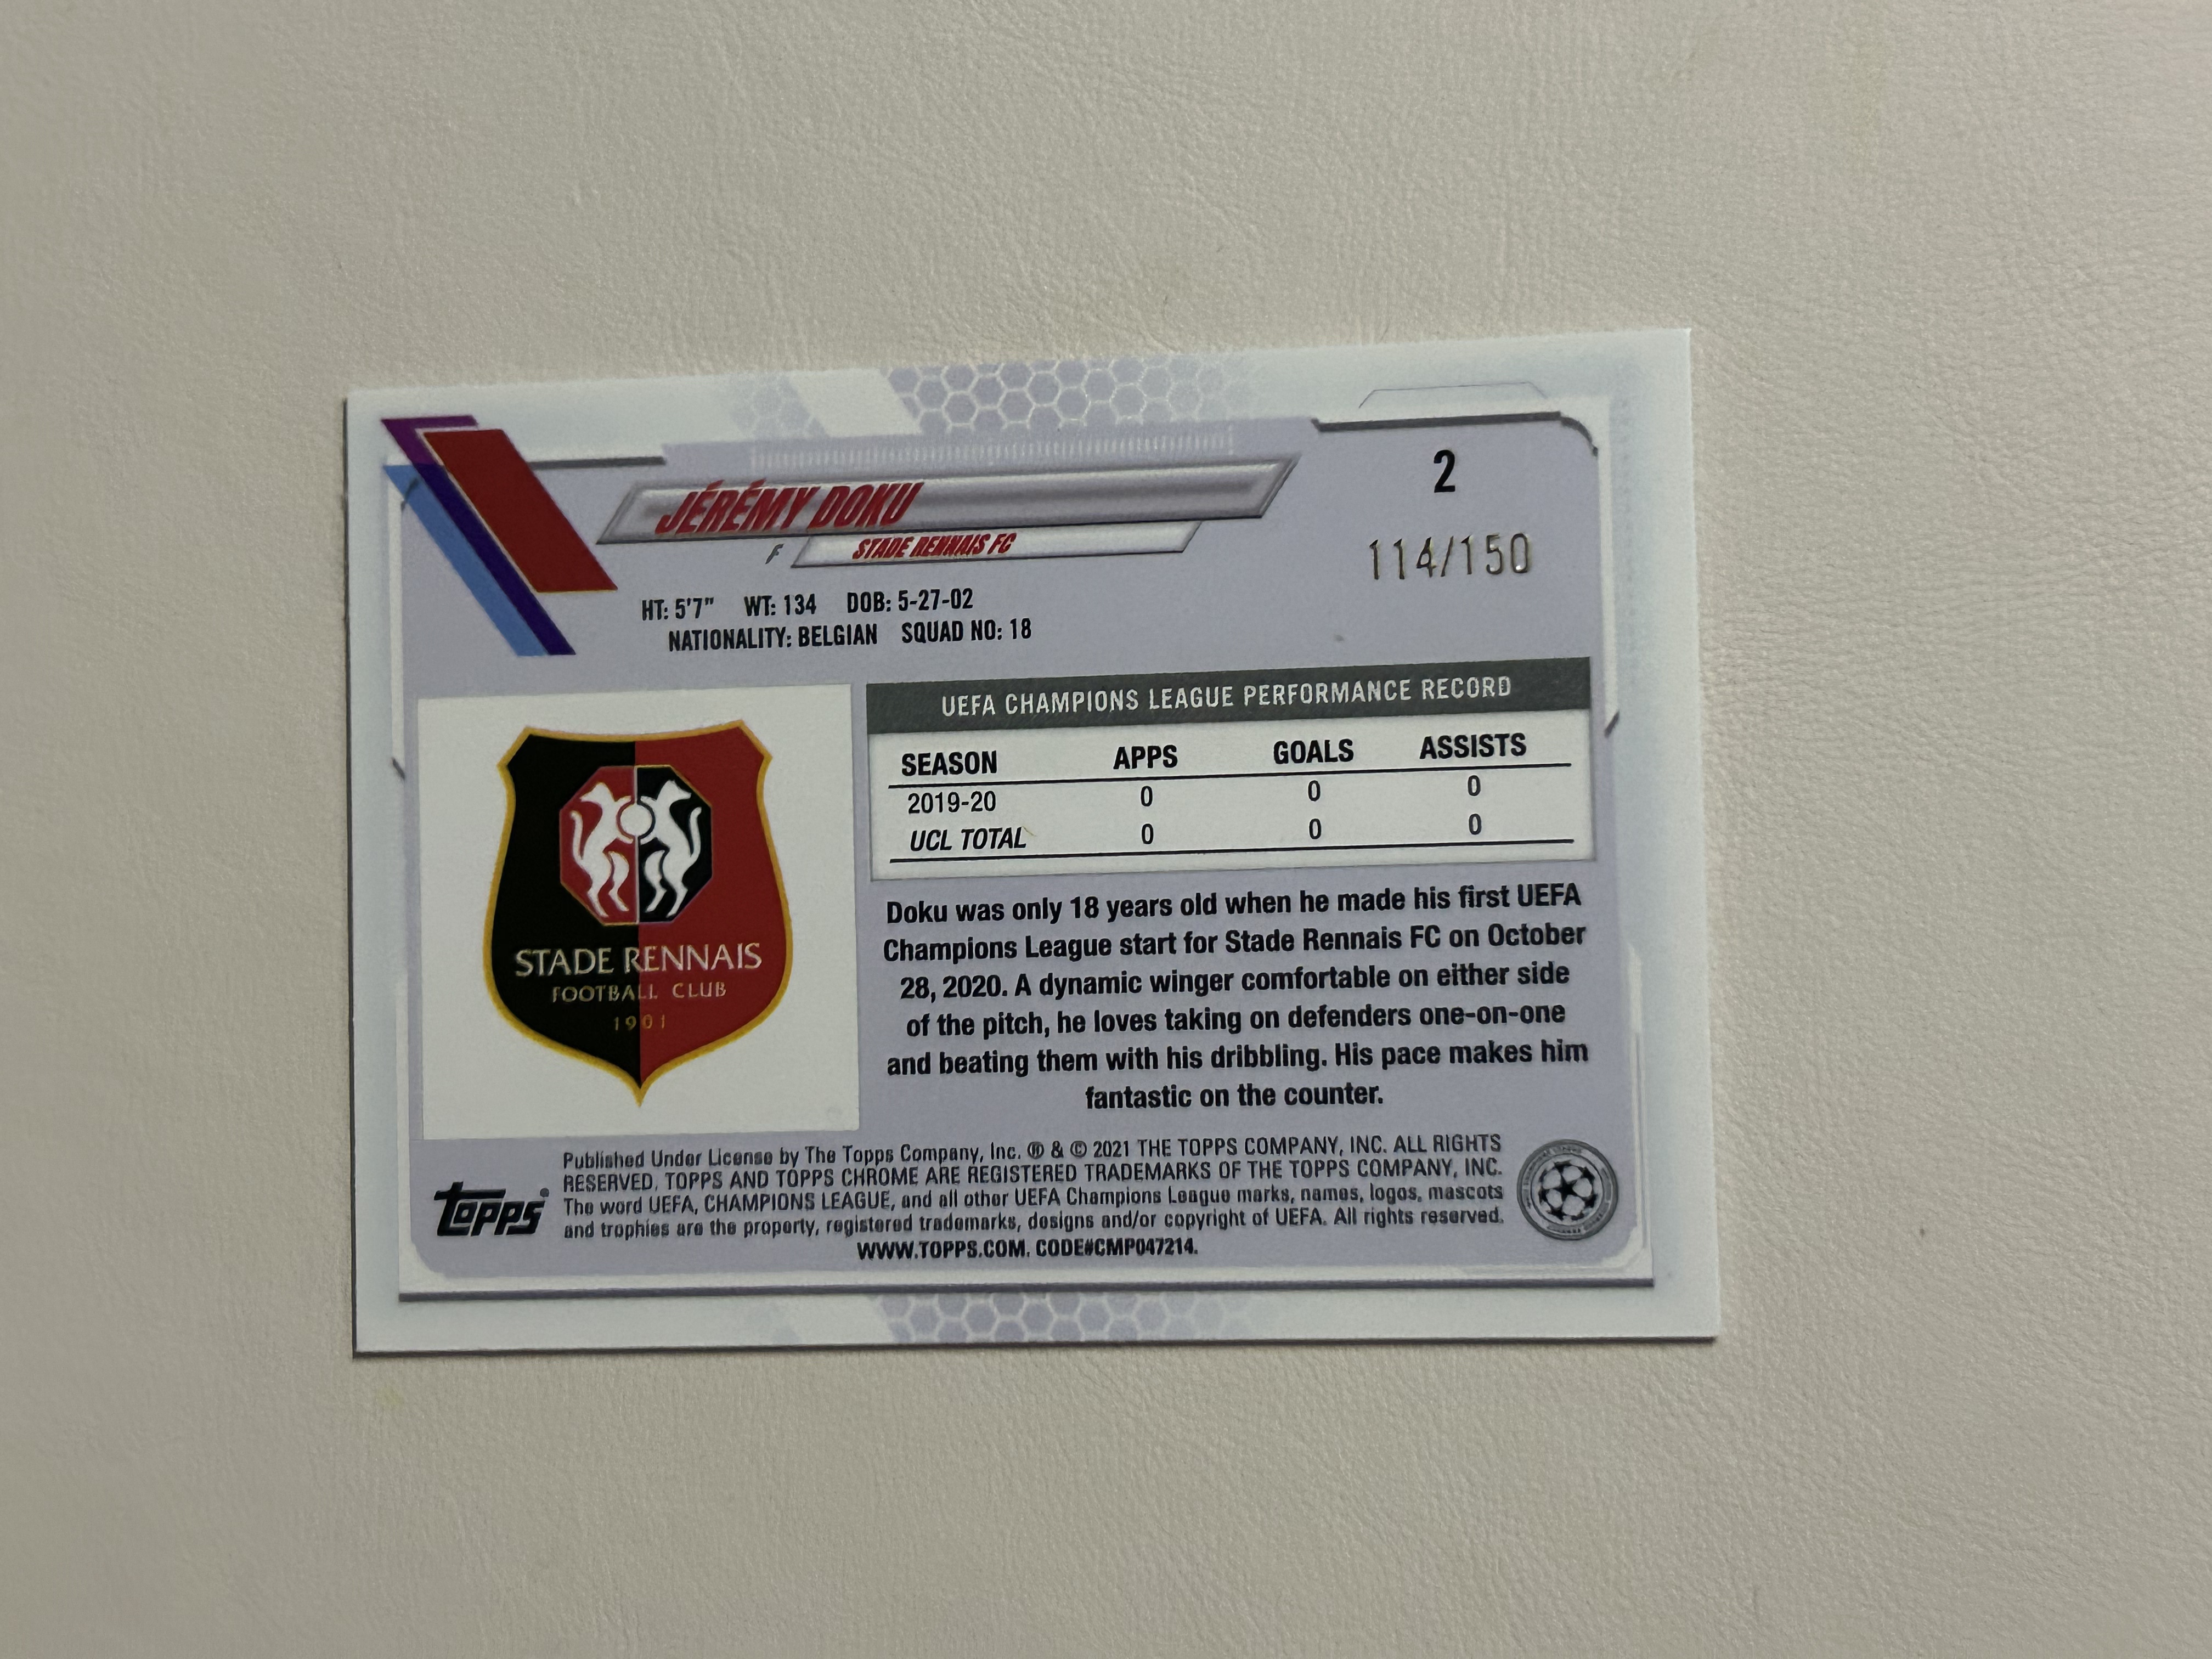 2
JÉRÉMY DOKU
114/150
F STADE RENNAIS FC
HT: 5'7" WT: 134 DOB: 5-27-02
NATIONALITY: BELGIAN SQUAD NO: 18
UEFA CHAMPIONS LEAGUE PERFORMANCE RECORD
SEASON APPS GOALS ASSISTS
2019-20 0 0 0
UCL TOTAL 0 0 0
STADE RENNAIS
FOOTBALL CLUB
1901
Doku was only 18 years old when he made his first UEFA
Champions League start for Stade Rennais FC on October
28, 2020. A dynamic winger comfortable on either side
of the pitch, he loves taking on defenders one-on-one
and beating them with his dribbling. His pace makes him
fantastic on the counter.
topps®
Published Under License by The Topps Company, Inc. ® & © 2021 THE TOPPS COMPANY, INC. ALL RIGHTS
RESERVED. TOPPS AND TOPPS CHROME ARE REGISTERED TRADEMARKS OF THE TOPPS COMPANY, INC.
The word UEFA, CHAMPIONS LEAGUE, and all other UEFA Champions League marks, names, logos, mascots
and trophies are the property, registered trademarks, designs and/or copyright of UEFA. All rights reserved.
WWW.TOPPS.COM. CODE#CMP047214.